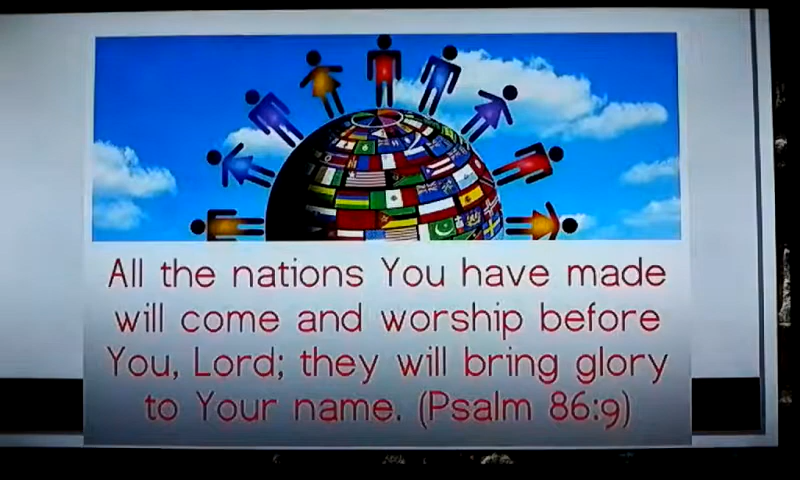 All the nations You have made
will come and worship before
You, Lord; they will bring glory
to Your name. (Psalm 86:9)